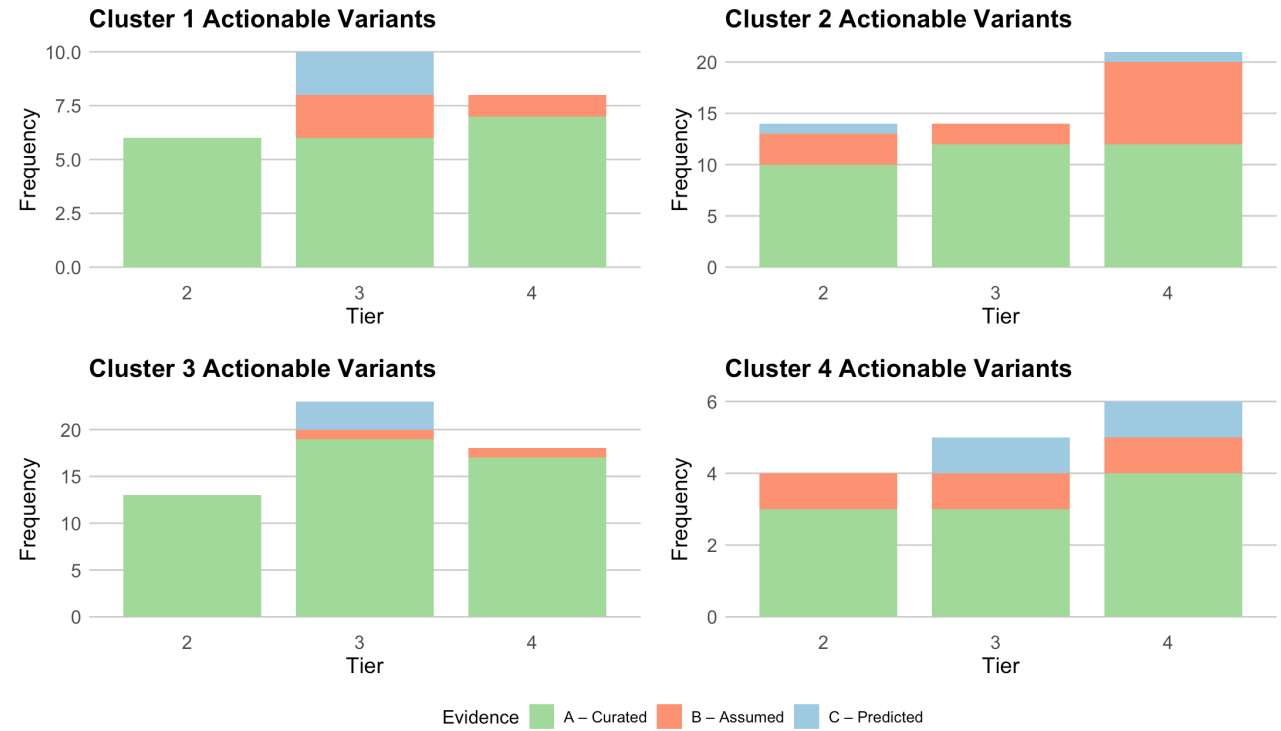 Cluster 1 Actionable Variants
Frequency
10.0
7.5
5.0
2.5
0.0
2 3 4
Tier
Cluster 2 Actionable Variants
Frequency
20
15
10
5
0
2 3 4
Tier
Cluster 3 Actionable Variants
Frequency
20
15
10
5
0
2 3 4
Tier
Cluster 4 Actionable Variants
Frequency
6
4
2
0
2 3 4
Tier
Evidence A – Curated B – Assumed C – Predicted